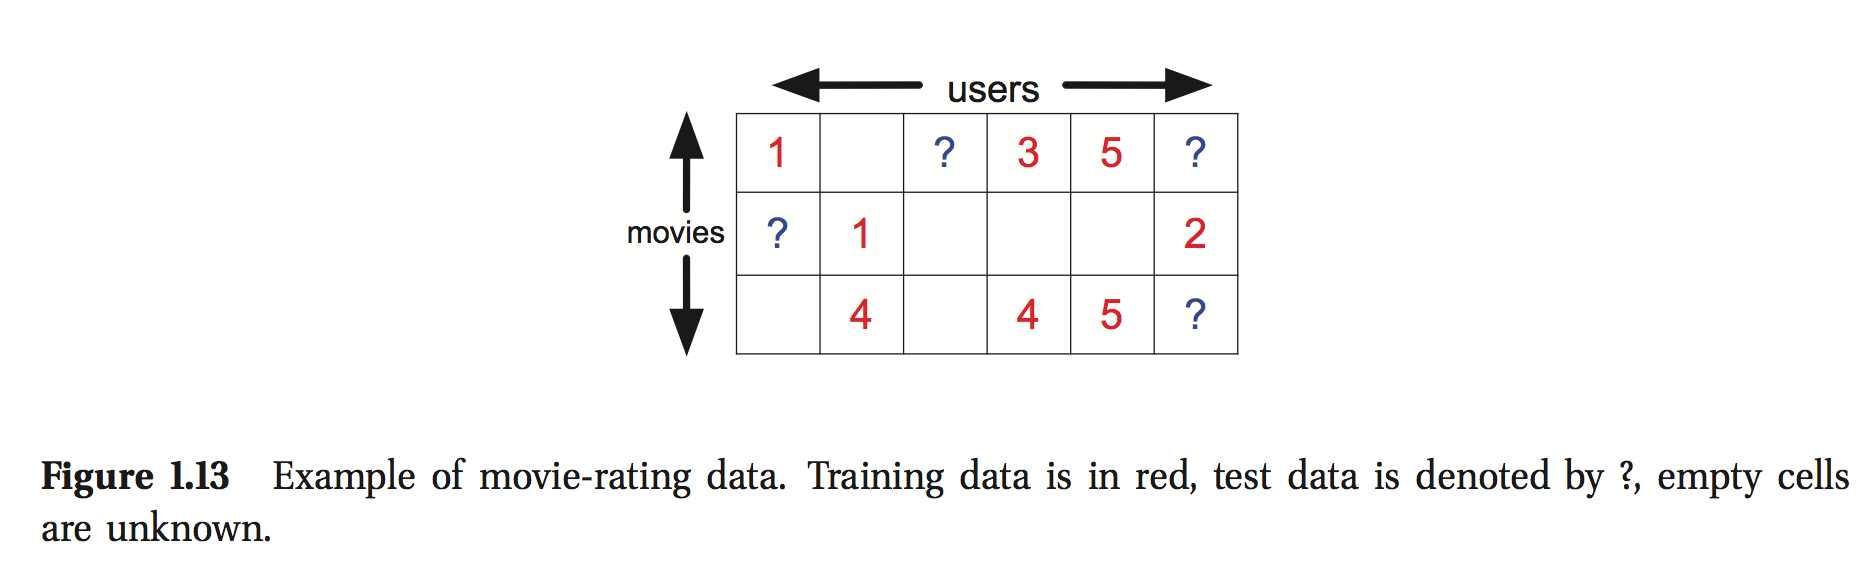 users
1 ? 3 5 ?
movies
? 1 2
4 4 5 ?
Figure 1.13 Example of movie-rating data. Training data is in red, test data is denoted by ?, empty cells
are unknown.